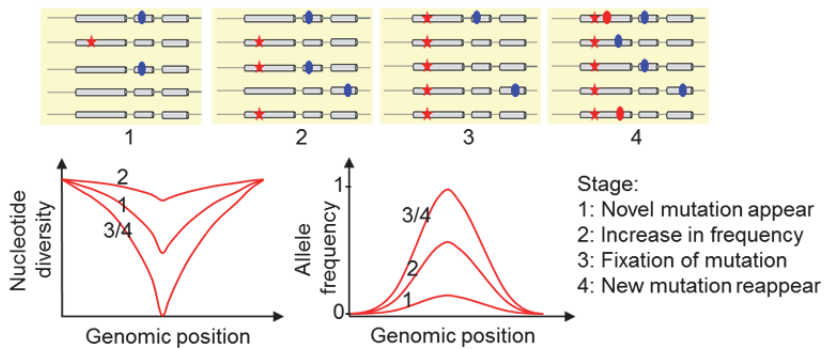 1
2
3
4
Nucleotide
diversity
2
1
3/4
Genomic position
Allele
frequency
1
0
3/4
2
1
Genomic position
Stage:
1: Novel mutation appear
2: Increase in frequency
3: Fixation of mutation
4: New mutation reappear